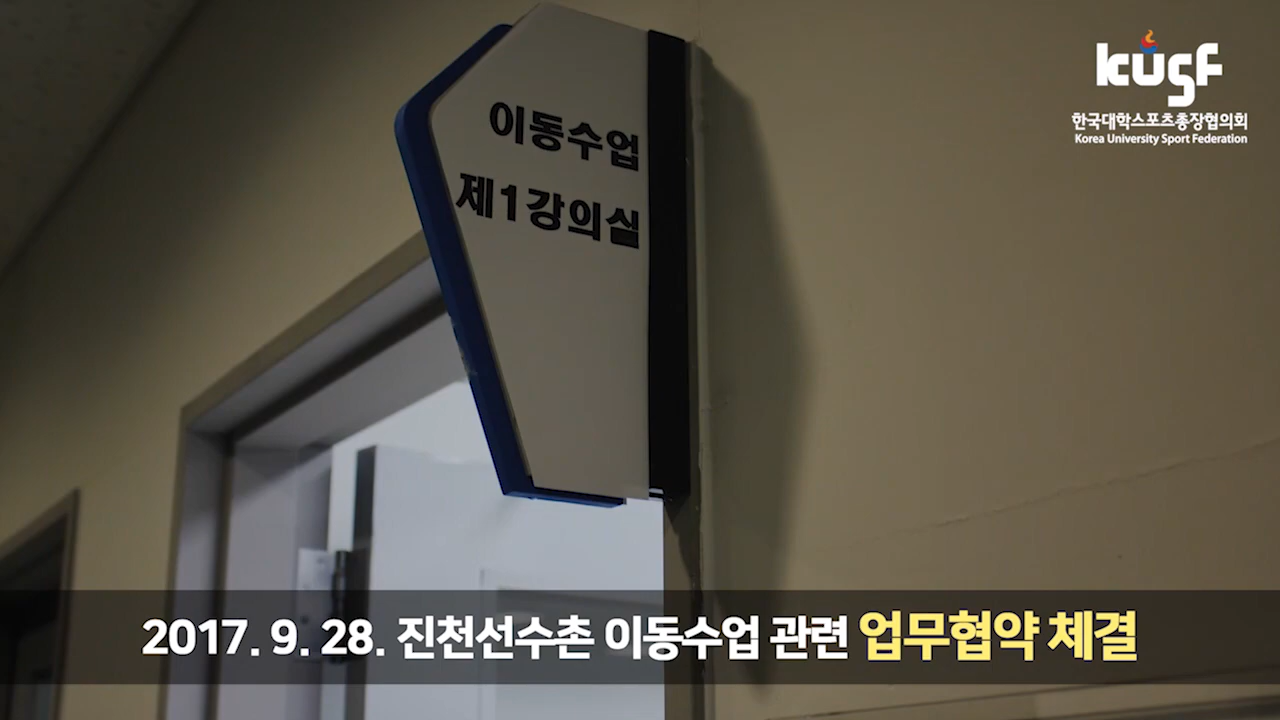 kusf
한국대학스포츠총장협의회
Korea University Sport Federation
이동수업
제1강의실
2017. 9. 28. 진천선수촌 이동수업 관련 업무협약 체결